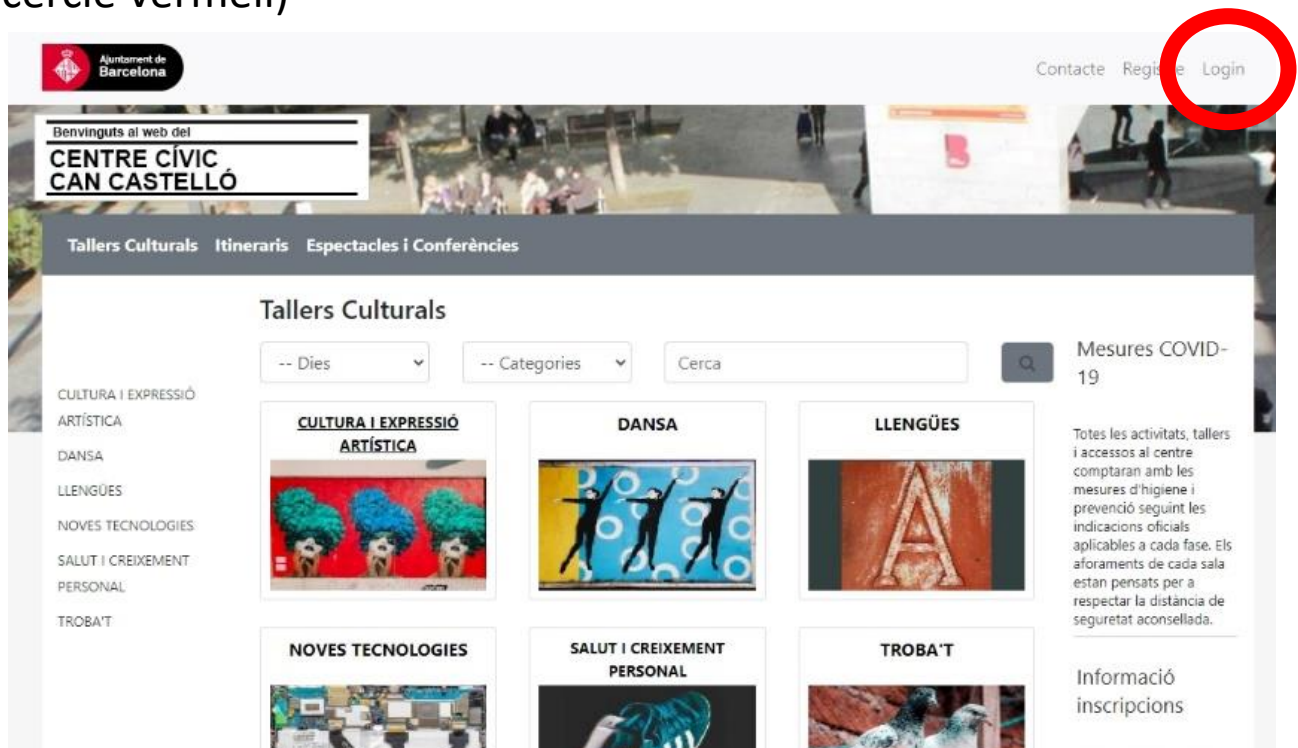 cercle vermell)
Ajuntament de
Barcelona
Contacte Registre Login
Benvinguts al web del
CENTRE CÍVIC
CAN CASTELLÓ
Tallers Culturals Itineraris Espectacles i Conferències
Tallers Culturals
-- Dies -- Categories Cerca
CULTURA I EXPRESSIÓ
ARTÍSTICA
DANSA
LLENGÜES
NOVES TECNOLOGIES
SALUT I CREIXEMENT
PERSONAL
TROBA'T
CULTURA I EXPRESSIÓ
ARTÍSTICA
DANSA
LLENGÜES
A
NOVES TECNOLOGIES
SALUT I CREIXEMENT
PERSONAL
TROBA'T
Mesures COVID-
19
Totes les activitats, tallers
i accessos al centre
comptaran amb les
mesures d'higiene i
prevenció seguint les
indicacions oficials
aplicables a cada fase. Els
aforaments de cada sala
estan pensats per a
respectar la distància de
seguretat aconsellada.
Informació
inscripcions